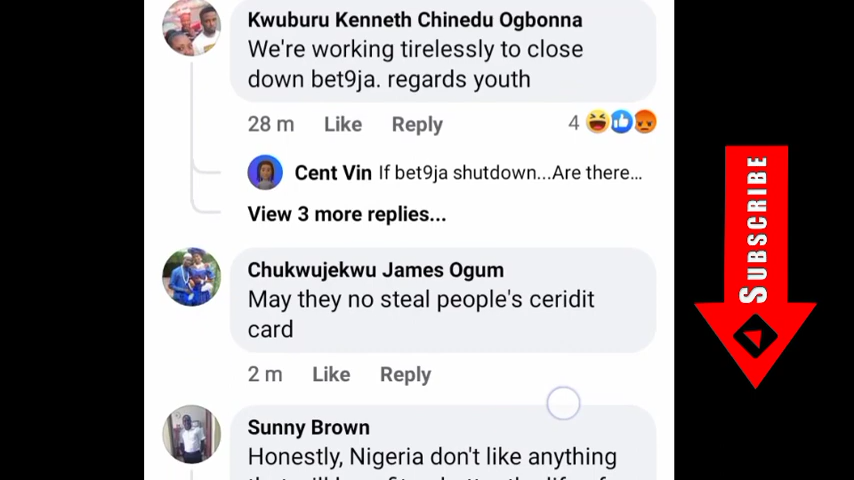 Kwuburu Kenneth Chinedu Ogbonna
We're working tirelessly to close
down bet9ja. regards youth
28 m Like Reply 4
Cent Vin If bet9ja shutdown...Are there...
View 3 more replies...
Chukwujekwu James Ogum
May they no steal people's ceridit
card
2 m Like Reply
Sunny Brown
Honestly, Nigeria don't like anything
SUBSCRIBE